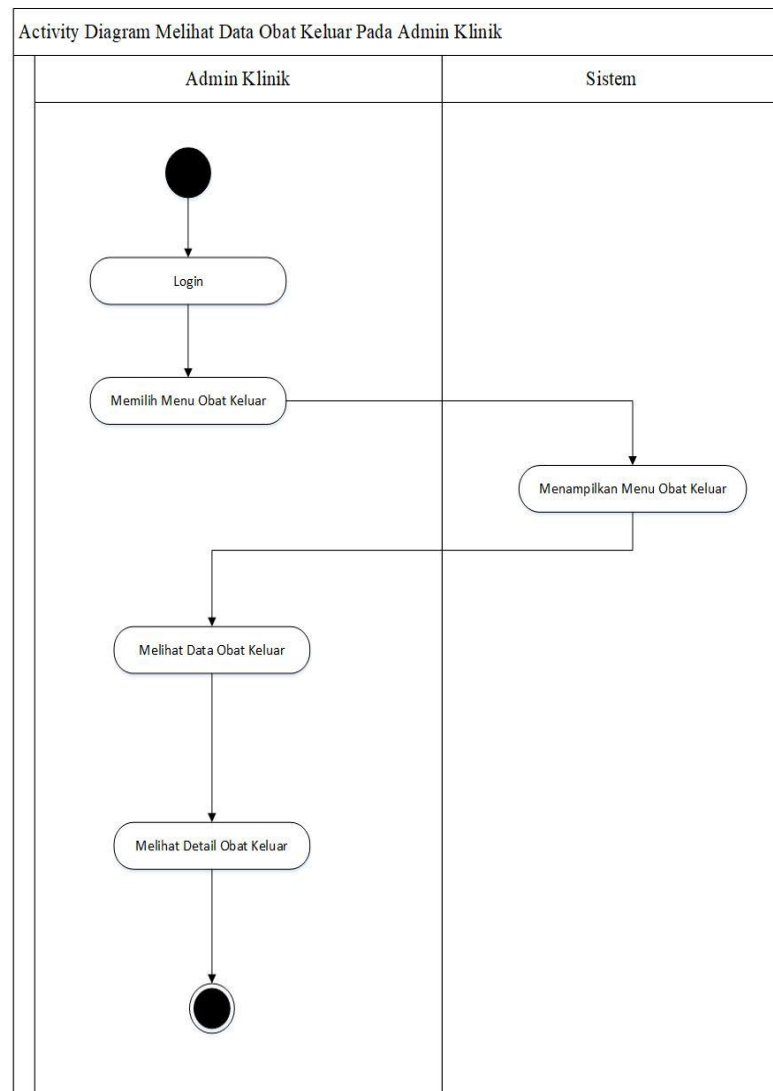 Activity Diagram Melihat Data Obat Keluar Pada Admin Klinik
Admin Klinik
Sistem
Login
Memilih Menu Obat Keluar
Menampilkan Menu Obat Keluar
Melihat Data Obat Keluar
Melihat Detail Obat Keluar